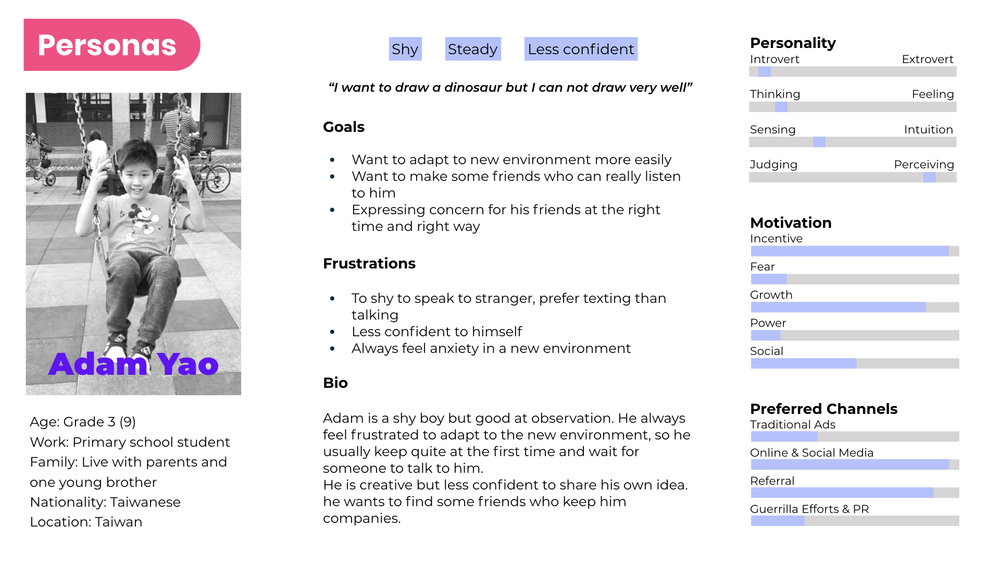 Personas
Adam Yao
Age: Grade 3 (9)
Work: Primary school student
Family: Live with parents and
one young brother
Nationality: Taiwanese
Location: Taiwan
Shy Steady Less confident
“I want to draw a dinosaur but I can not draw very well”
Goals
• Want to adapt to new environment more easily
• Want to make some friends who can really listen
to him
• Expressing concern for his friends at the right
time and right way
Frustrations
• To shy to speak to stranger, prefer texting than
talking
• Less confident to himself
• Always feel anxiety in a new environment
Bio
Adam is a shy boy but good at observation. He always
feel frustrated to adapt to the new environment, so he
usually keep quite at the first time and wait for
someone to talk to him.
He is creative but less confident to share his own idea.
he wants to find some friends who keep him
companies.
Personality
Introvert Extrovert
Thinking Feeling
Sensing Intuition
Judging Perceiving
Motivation
Incentive
Fear
Growth
Power
Social
Preferred Channels
Traditional Ads
Online & Social Media
Referral
Guerrilla Efforts & PR